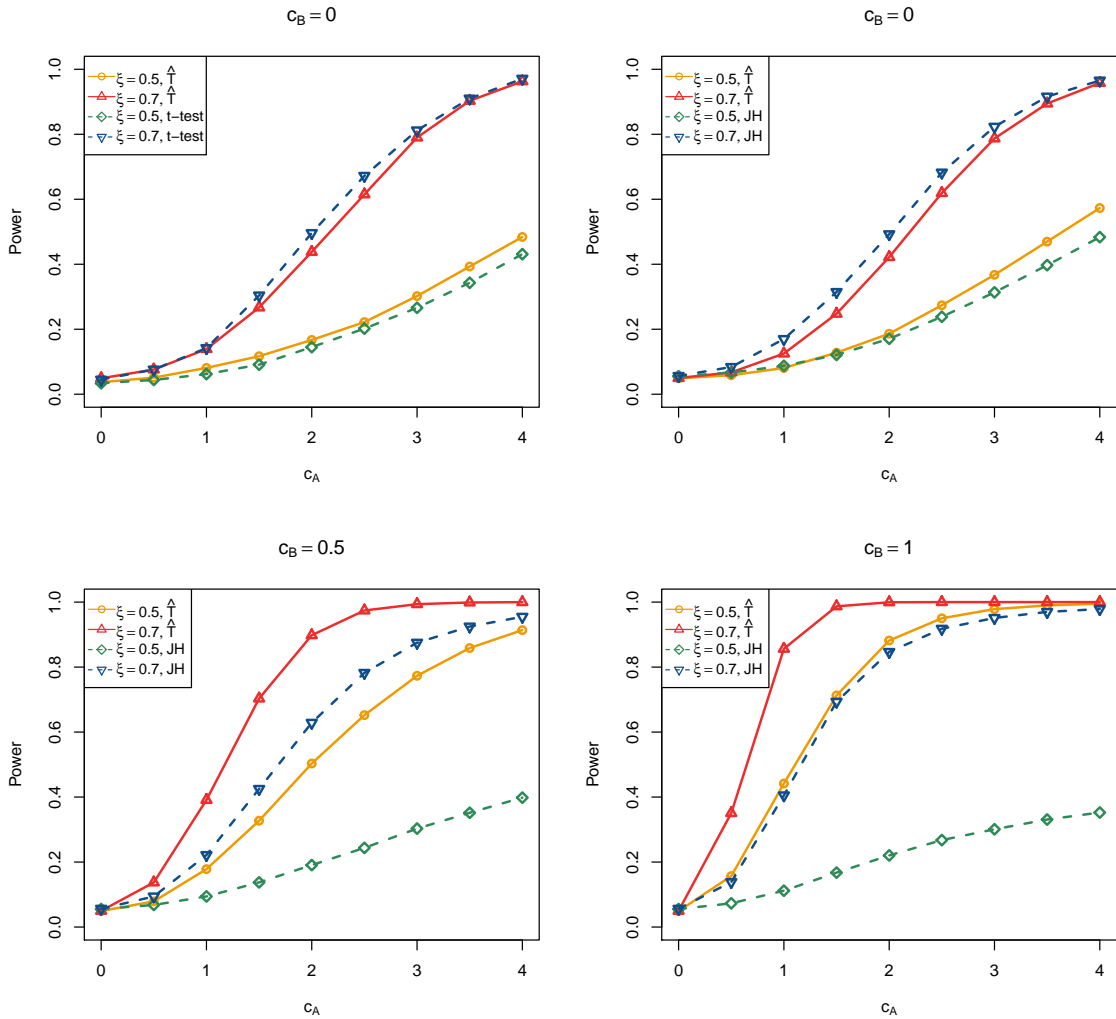 c_B = 0
ξ = 0.5, T̂
ξ = 0.7, T̂
ξ = 0.5, t−test
ξ = 0.7, t−test
Power
0.0 0.2 0.4 0.6 0.8 1.0
0 1 2 3 4
c_A
c_B = 0
ξ = 0.5, T̂
ξ = 0.7, T̂
ξ = 0.5, JH
ξ = 0.7, JH
Power
0.0 0.2 0.4 0.6 0.8 1.0
0 1 2 3 4
c_A
c_B = 0.5
ξ = 0.5, T̂
ξ = 0.7, T̂
ξ = 0.5, JH
ξ = 0.7, JH
Power
0.0 0.2 0.4 0.6 0.8 1.0
0 1 2 3 4
c_A
c_B = 1
ξ = 0.5, T̂
ξ = 0.7, T̂
ξ = 0.5, JH
ξ = 0.7, JH
Power
0.0 0.2 0.4 0.6 0.8 1.0
0 1 2 3 4
c_A